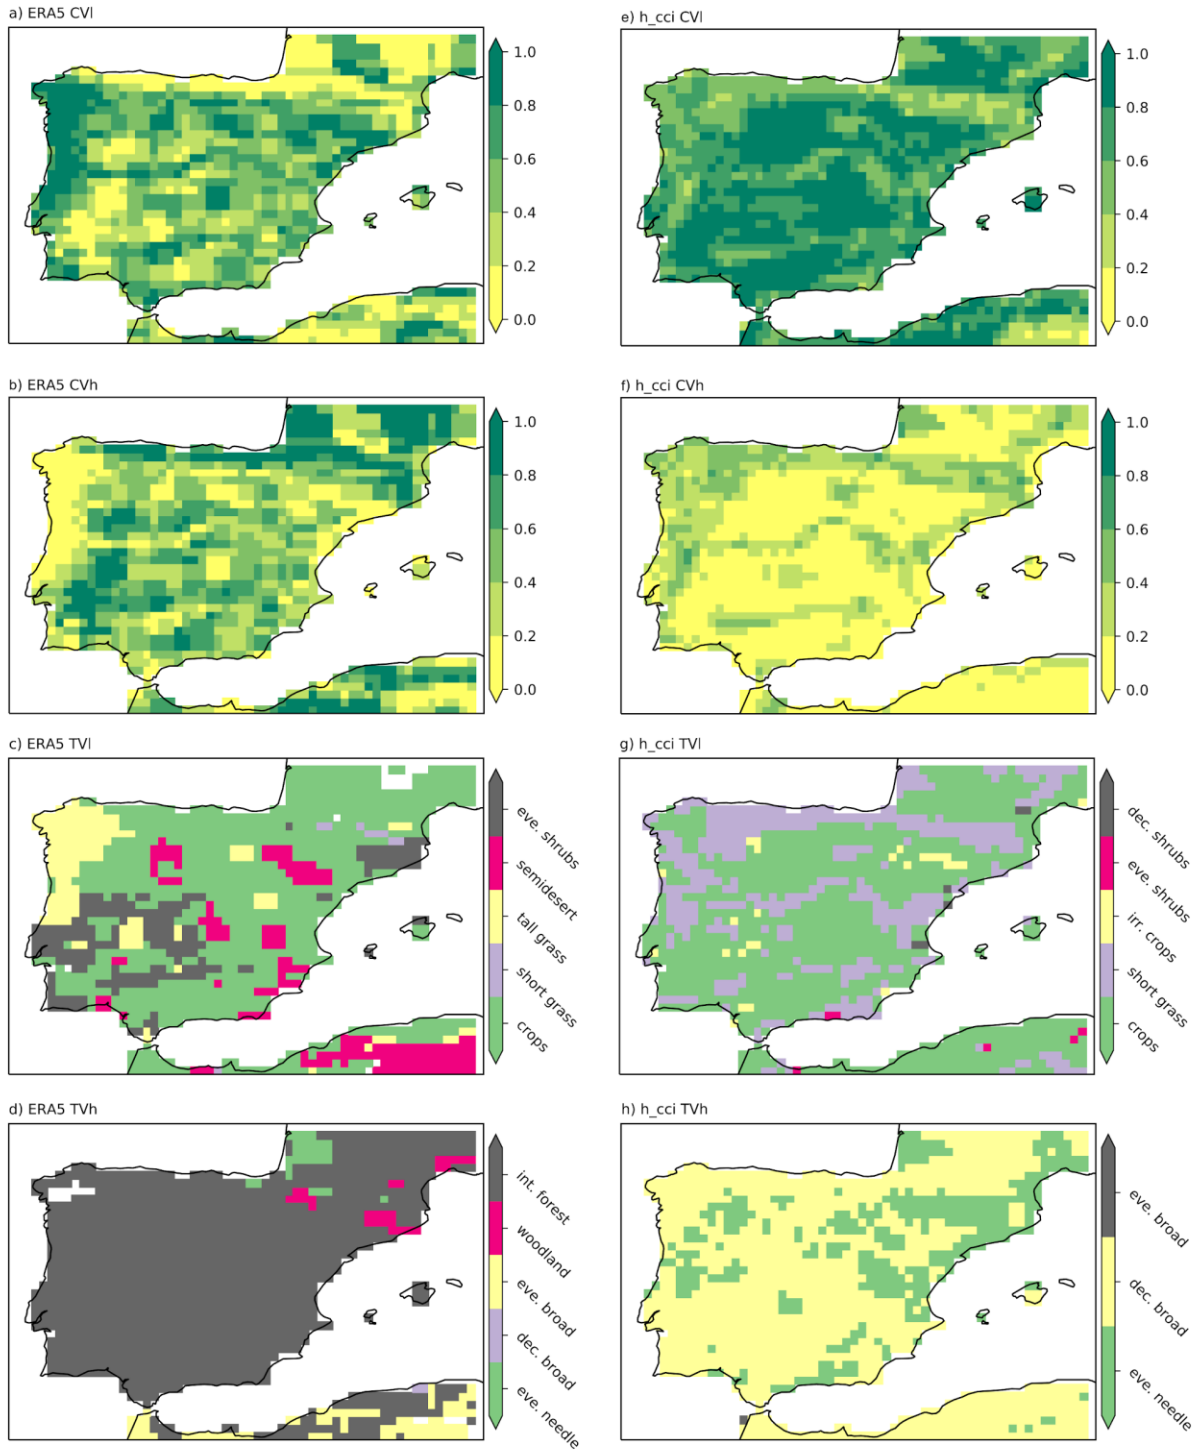 a) ERA5 CVl
1.0
0.8
0.6
0.4
0.2
0.0
e) h_cci CVl
1.0
0.8
0.6
0.4
0.2
0.0
b) ERA5 CVh
1.0
0.8
0.6
0.4
0.2
0.0
f) h_cci CVh
1.0
0.8
0.6
0.4
0.2
0.0
c) ERA5 TVl
eve. shrubs
semidesert
tall grass
short grass
crops
g) h_cci TVl
dec. shrubs
eve. shrubs
irr. crops
short grass
crops
d) ERA5 TVh
int. forest
woodland
eve. broad
dec. broad
eve. needle
h) h_cci TVh
eve. broad
dec. broad
eve. needle